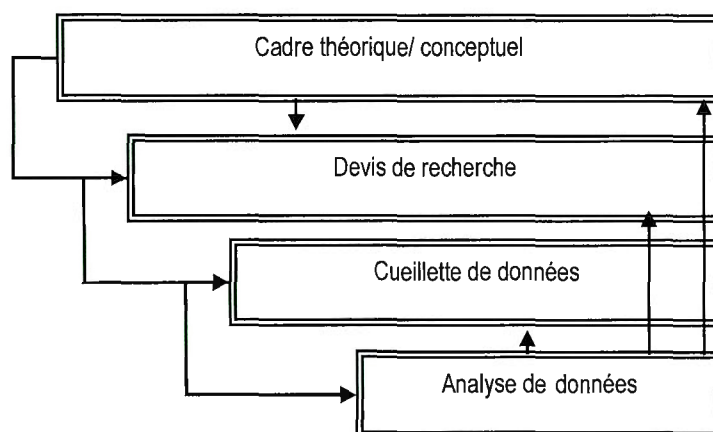 Cadre théorique/ conceptuel
Devis de recherche
Cueillette de données
Analyse de données